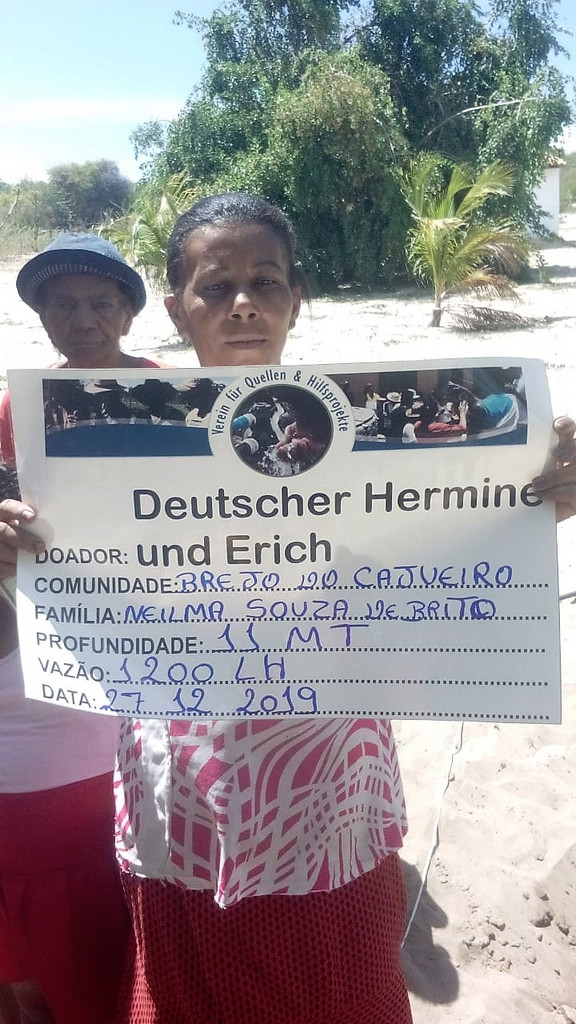 Verein für Quellen & Hilfsprojekte
Deutscher Hermine
DOADOR: und Erich
COMUNIDADE: BREJO DO CAJUEIRO
FAMÍLIA: NEILMA SOUZA DE BRITO
PROFUNDIDADE: 11 MT
VAZÃO: 1200 LH
DATA: 27 12 2019